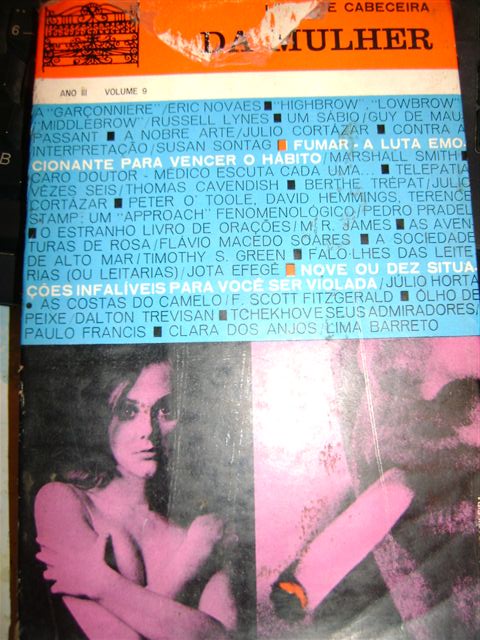 DE CABECEIRA
DA MULHER
ANO III VOLUME 9
A "GARÇONNIERE"/ERIC NOVAES ■ "HIGHBROW", "LOWBROW"
"MIDDLEBROW"/RUSSELL LYNES ■ UM SÁBIO/GUY DE MAU-
PASSANT ■ A NOBRE ARTE/JULIO CORTÁZAR ■ CONTRA A
INTERPRETAÇÃO/SUSAN SONTAG ■ FUMAR - A LUTA EMO-
CIONANTE PARA VENCER O HÁBITO/MARSHALL SMITH ■
CARO DOUTOR - MÉDICO ESCUTA CADA UMA... ■ TELEPATIA
VÊZES SEIS/THOMAS CAVENDISH ■ BERTHE TRÉPAT/JULIO
CORTÁZAR ■ PETER O' TOOLE, DAVID HEMMINGS, TERENCE
STAMP: UM "APPROACH" FENOMENOLÓGICO/PEDRO PRADEL
■ O ESTRANHO LIVRO DE ORAÇÕES/M. R. JAMES ■ AS AVEN-
TURAS DE ROSA/FLÁVIO MACÊDO SOARES ■ A SOCIEDADE
DE ALTO MAR/TIMOTHY S. GREEN ■ FALO-LHES DAS LEITE
RIAS (OU LEITARIAS)/JOTA EFEGÊ ■ NOVE OU DEZ SITUA-
ÇÕES INFALÍVEIS PARA VOCÊ SER VIOLADA/JÚLIO HORTA
• AS COSTAS DO CAMELO/F. SCOTT FITZGERALD ■ ÔLHO DE
PEIXE/DALTON TREVISAN ■ TCHEKHOV E SEUS ADMIRADORES/
PAULO FRANCIS ■ CLARA DOS ANJOS/LIMA BARRETO